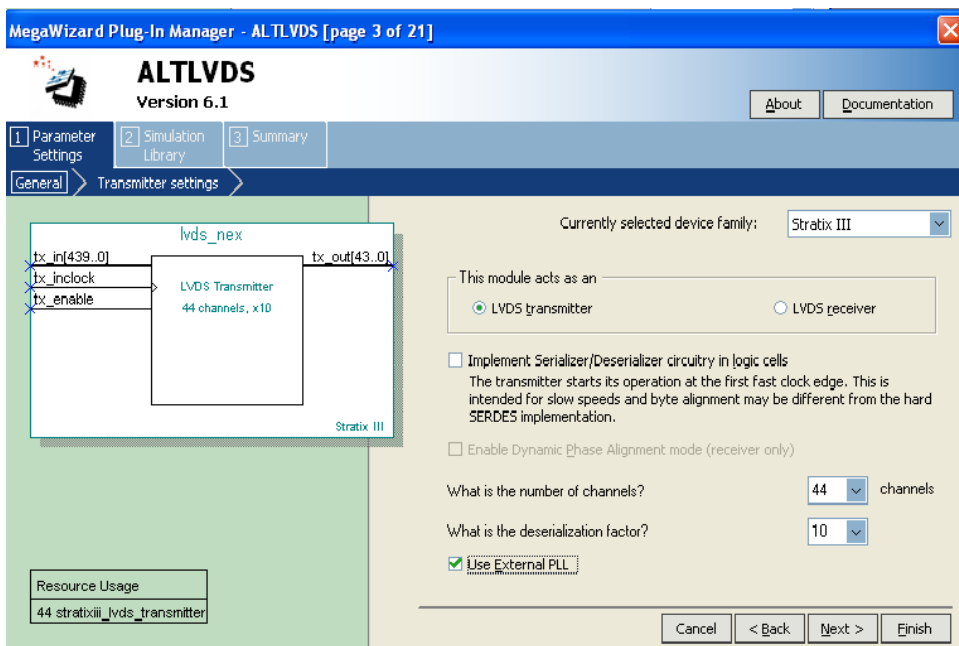 MegaWizard Plug-In Manager - ALTLVDS [page 3 of 21]
ALTLVDS
Version 6.1
About
Documentation
1 Parameter Settings
2 Simulation Library
3 Summary
General
Transmitter settings
Currently selected device family:
Stratix III
lvds_nex
tx_in[439..0]
tx_out[43..0]
tx_inclock
tx_enable
LVDS Transmitter
44 channels, x10
Stratix III
This module acts as an
LVDS transmitter
LVDS receiver
Implement Serializer/Deserializer circuitry in logic cells
The transmitter starts its operation at the first fast clock edge. This is
intended for slow speeds and byte alignment may be different from the hard
SERDES implementation.
Enable Dynamic Phase Alignment mode (receiver only)
What is the number of channels?
44
channels
What is the deserialization factor?
10
Use External PLL
Resource Usage
44 stratixiii_lvds_transmitter
Cancel
< Back
Next >
Finish